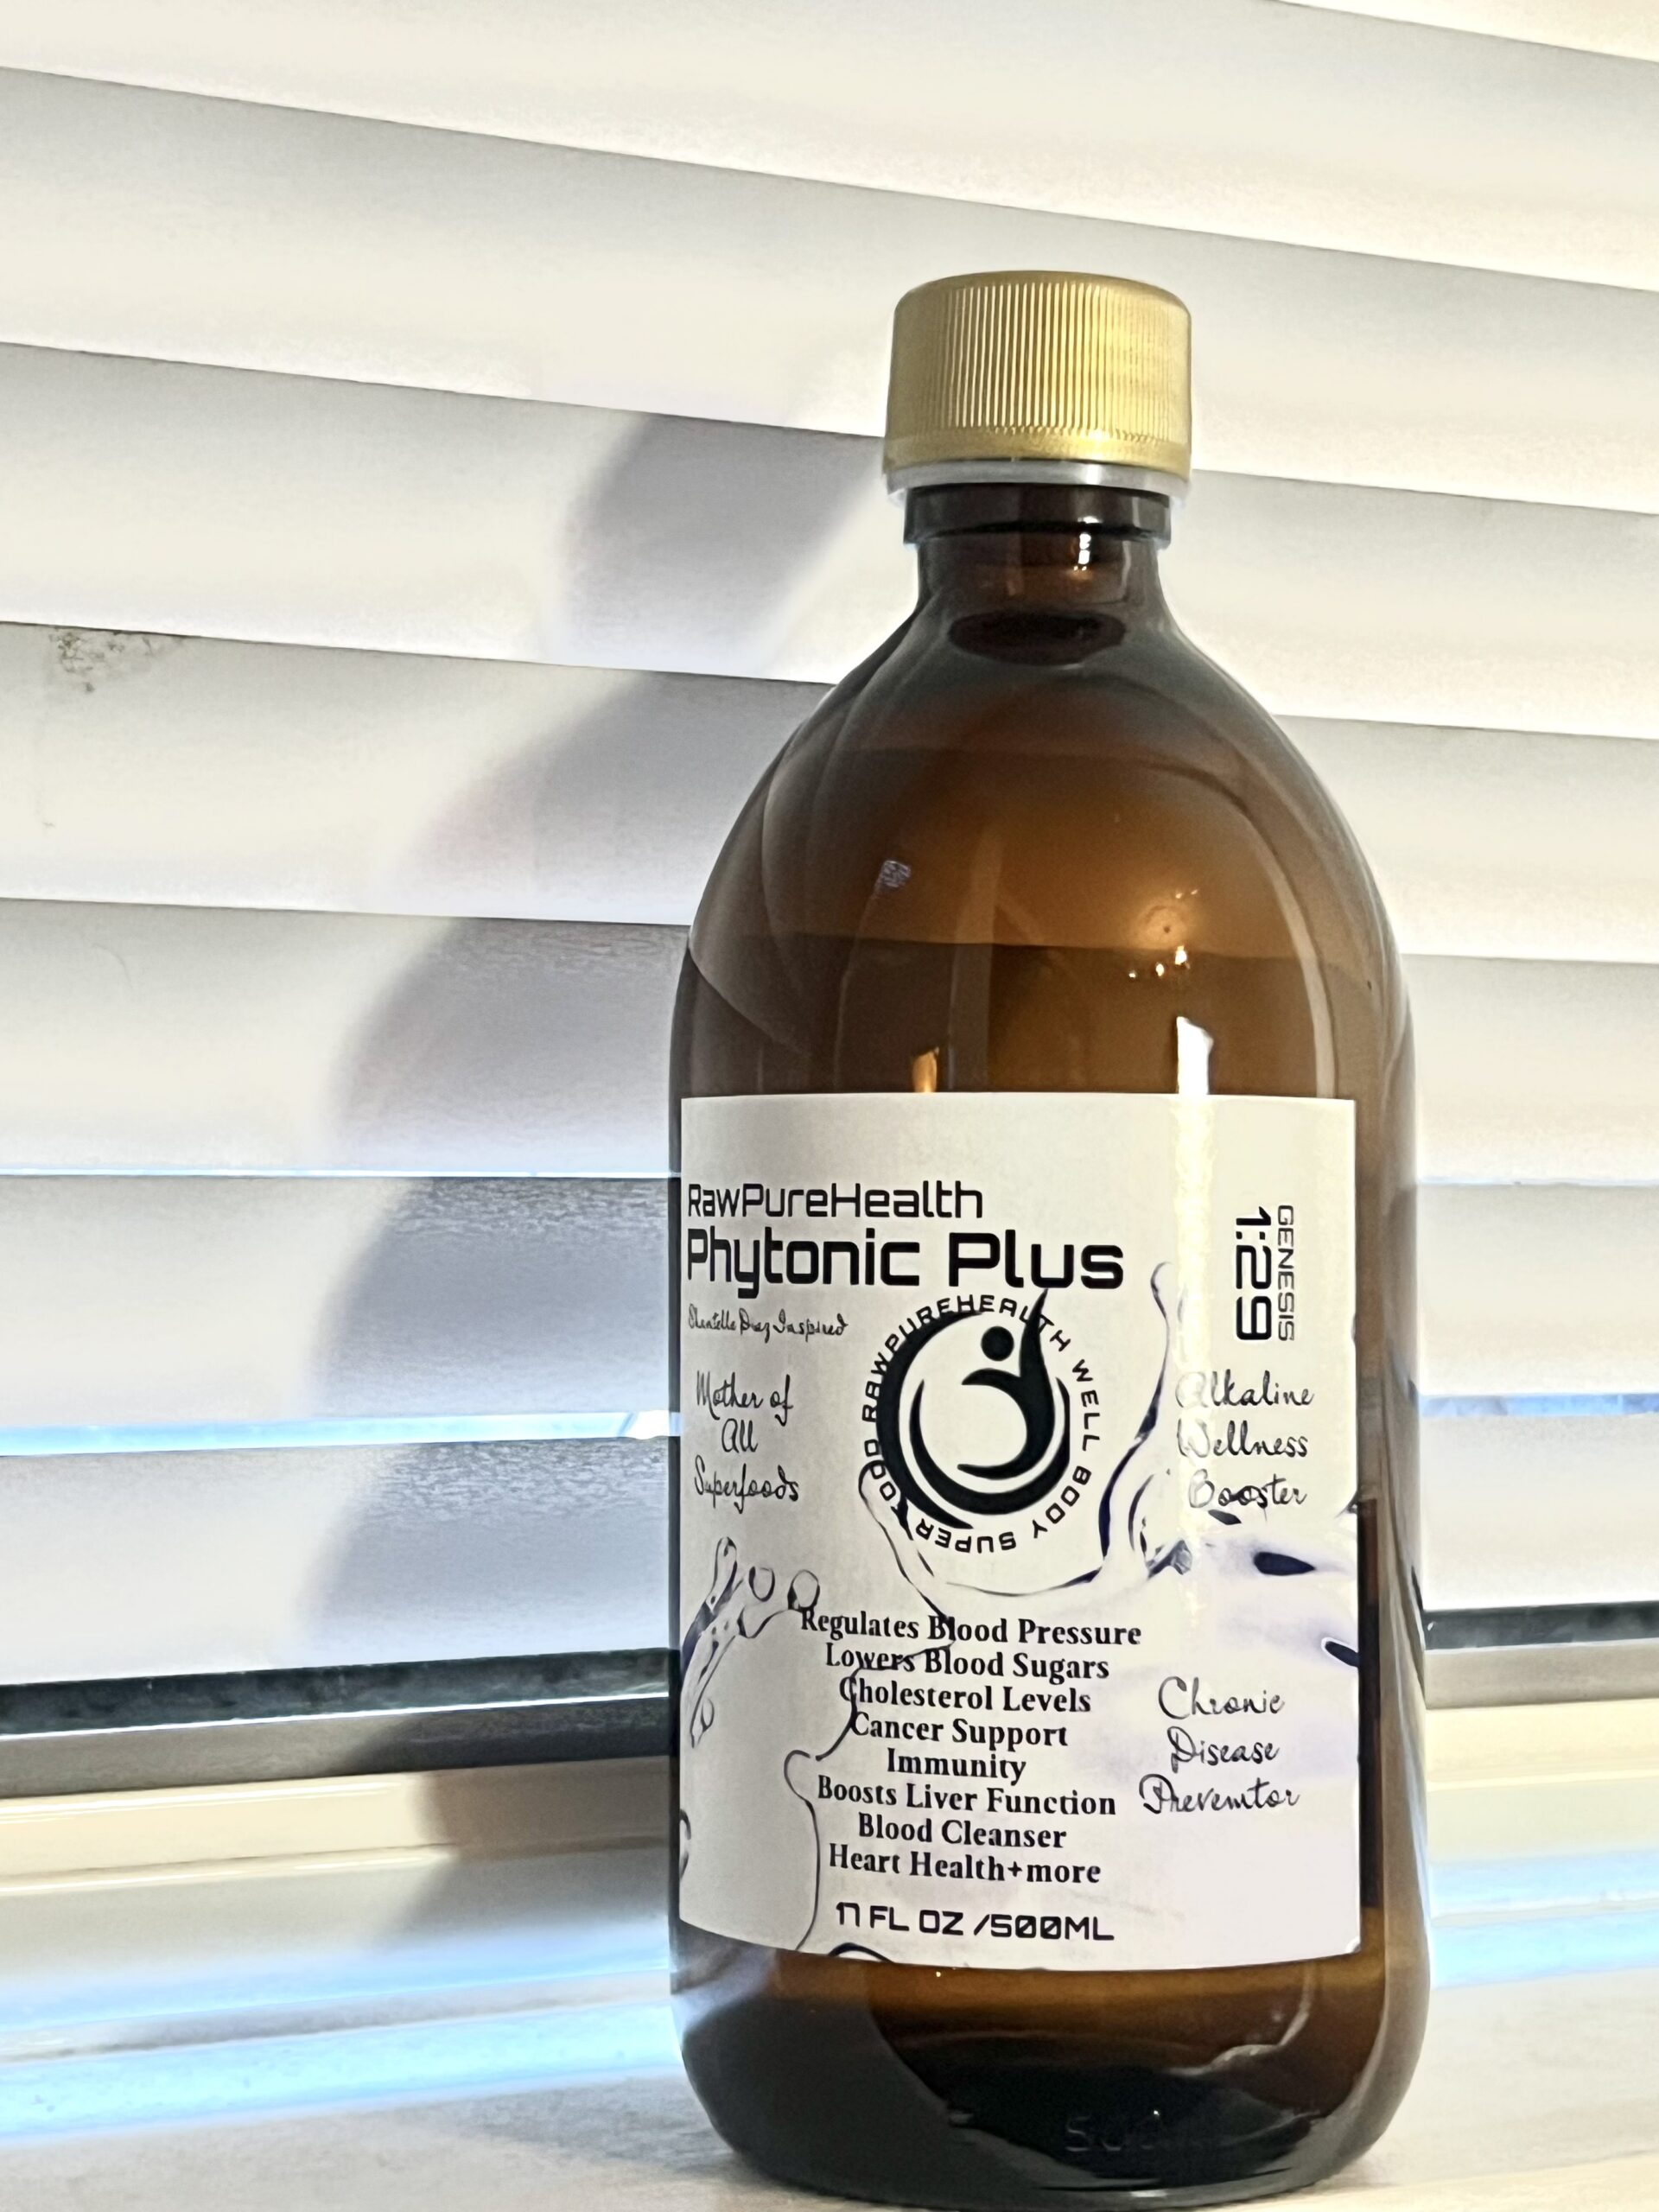 RawPureHealth
Phytonic Plus
GENESIS
1:29
Inspired
Mother of
All
Superfoods
RAWPUREHEALTH WELL BODY SUPER FOOD
Alkaline
Wellness
Booster
Regulates Blood Pressure
Lowers Blood Sugars
Cholesterol Levels
Cancer Support
Immunity
Boosts Liver Function
Blood Cleanser
Heart Health+more
Chronic
Disease
Prevemtor
17 FL OZ /500ML